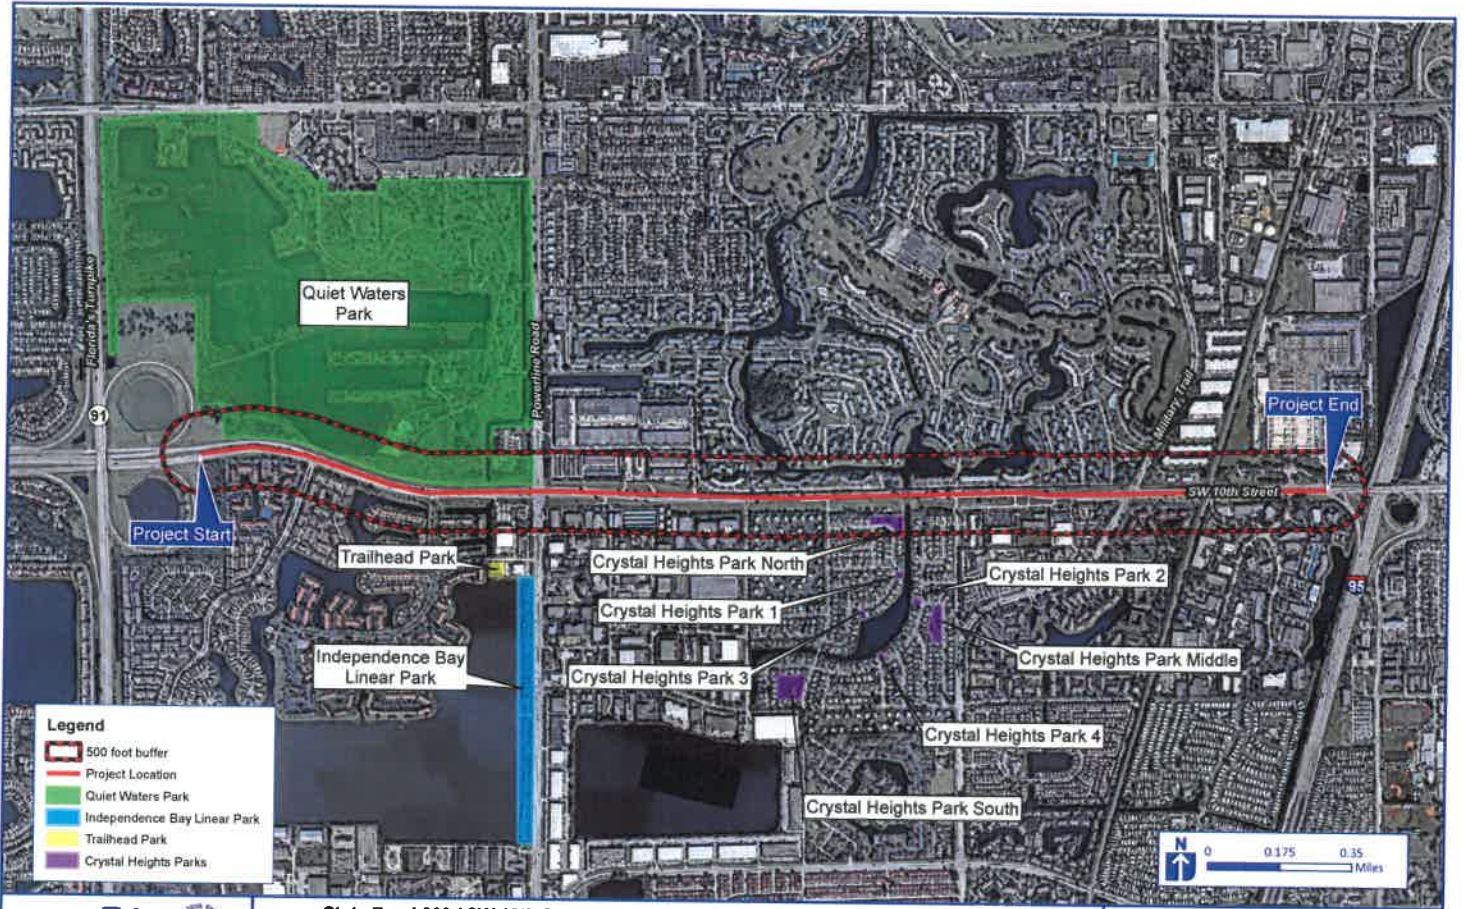 Quiet Waters
Park
Florida's Turnpike
Powerline Road
91
Military Trail
Project End
SW 10th Street
Project Start
Trailhead Park
Crystal Heights Park North
Crystal Heights Park 2
95
Crystal Heights Park 1
Independence Bay
Linear Park
Crystal Heights Park Middle
Crystal Heights Park 3
Crystal Heights Park 4
Crystal Heights Park South
Legend
500 foot buffer
Project Location
Quiet Waters Park
Independence Bay Linear Park
Trailhead Park
Crystal Heights Parks
N
0 0.175 0.35
Miles